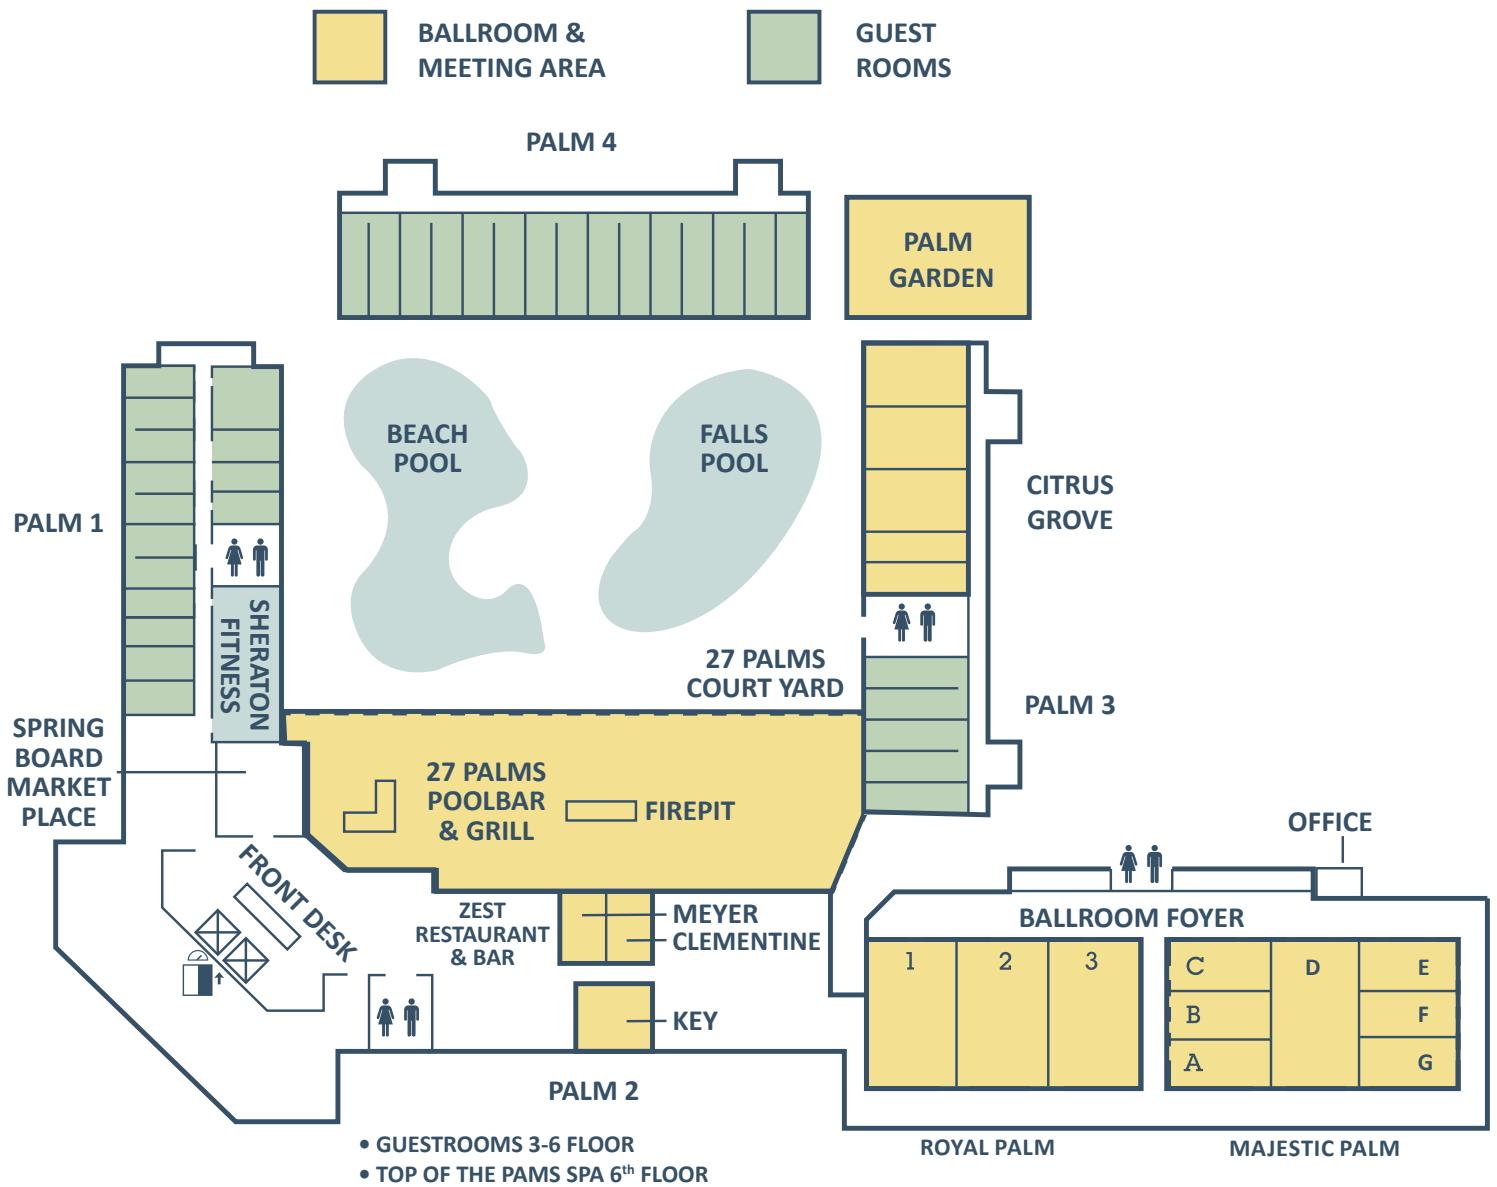 BALLROOM &
MEETING AREA
GUEST
ROOMS
PALM 4
PALM
GARDEN
BEACH
POOL
FALLS
POOL
CITRUS
GROVE
PALM 1
SHERATON
FITNESS
27 PALMS
COURT YARD
PALM 3
SPRING
BOARD
MARKET
PLACE
27 PALMS
POOLBAR
& GRILL
FIREPIT
OFFICE
FRONT DESK
ZEST
RESTAURANT
& BAR
MEYER
CLEMENTINE
KEY
BALLROOM FOYER
1
2
3
C
D
E
B
F
A
G
PALM 2
• GUESTROOMS 3-6 FLOOR
• TOP OF THE PAMS SPA 6th FLOOR
ROYAL PALM
MAJESTIC PALM